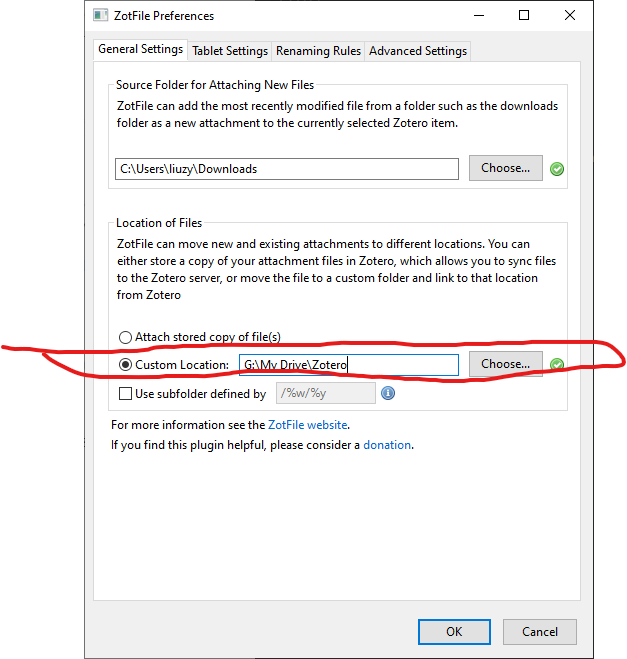 ZotFile Preferences
General Settings Tablet Settings Renaming Rules Advanced Settings
Source Folder for Attaching New Files
ZotFile can add the most recently modified file from a folder such as the downloads
folder as a new attachment to the currently selected Zotero item.
C:\Users\liuzy\Downloads Choose...
Location of Files
ZotFile can move new and existing attachments to different locations. You can
either store a copy of your attachment files in Zotero, which allows you to sync files
to the Zotero server, or move the file to a custom folder and link to that location
from Zotero
Attach stored copy of file(s)
Custom Location: G:\My Drive\Zotero Choose...
Use subfolder defined by /%w/%y
For more information see the ZotFile website.
If you find this plugin helpful, please consider a donation.
OK Cancel